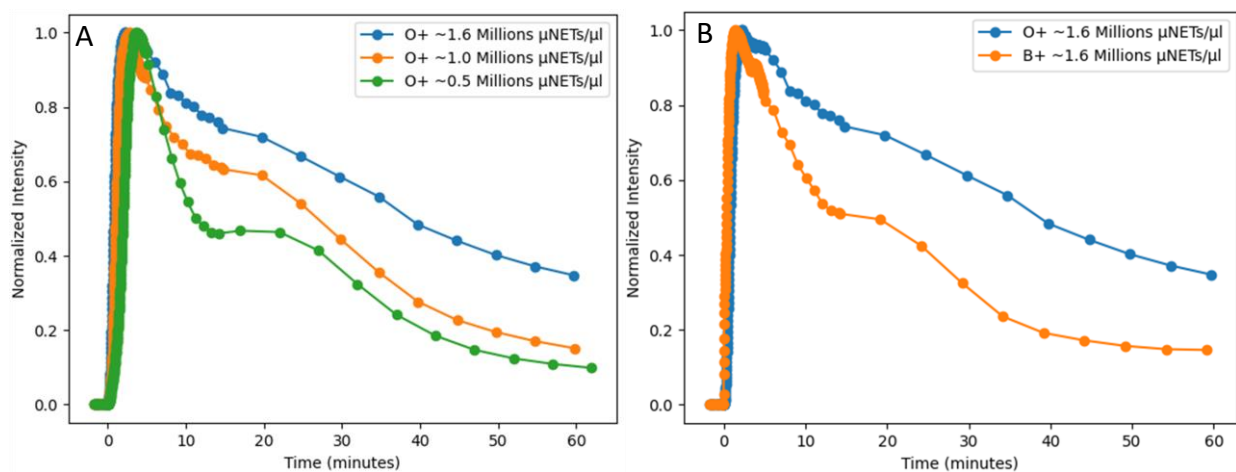 A
O+ ~1.6 Millions µNETs/µl
O+ ~1.0 Millions µNETs/µl
O+ ~0.5 Millions µNETs/µl
1.0
0.8
0.6
0.4
0.2
0.0
Normalized Intensity
0 10 20 30 40 50 60
Time (minutes)
B
O+ ~1.6 Millions µNETs/µl
B+ ~1.6 Millions µNETs/µl
1.0
0.8
0.6
0.4
0.2
0.0
Normalized Intensity
0 10 20 30 40 50 60
Time (minutes)